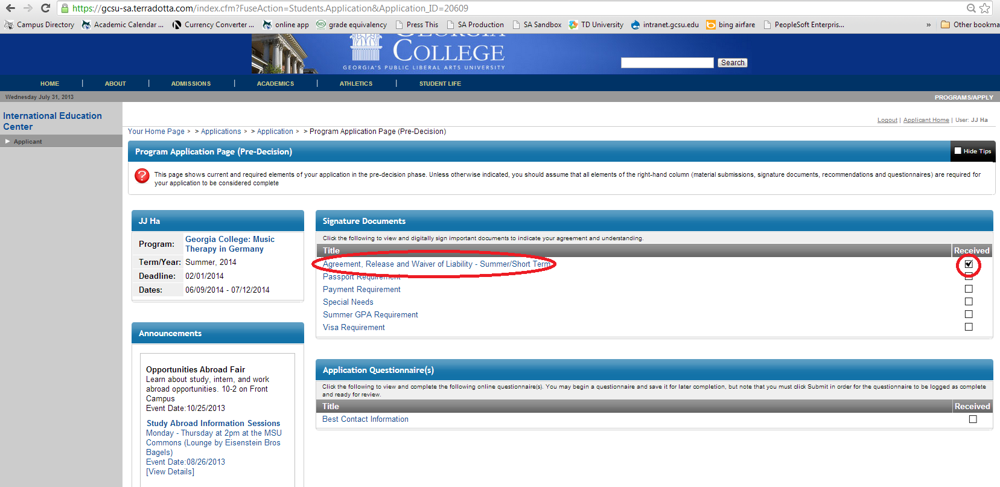 https://gcsu-sa.terradotta.com/index.cfm?FuseAction=Students.Application&Application_ID=20609
Campus Directory Academic Calendar ... Currency Converter ... online app grade equivalency Press This SA Production SA Sandbox TD University intranet.gcsu.edu bing airfare PeopleSoft Enterpris... » Other bookma
GEORGIA
COLLEGE
GEORGIA'S PUBLIC LIBERAL ARTS UNIVERSITY
Search
HOME | ABOUT | ADMISSIONS | ACADEMICS | ATHLETICS | STUDENT LIFE
Wednesday July 31, 2013 PROGRAMS/APPLY
International Education
Center
Applicant
Logout | Applicant Home | User: JJ Ha
Your Home Page > > Applications > > Application > > Program Application Page (Pre-Decision)
Program Application Page (Pre-Decision) Hide Tips
? This page shows current and required elements of your application in the pre-decision phase. Unless otherwise indicated, you should assume that all elements of the right-hand column (material submissions, signature documents, recommendations and questionnaires) are required for
your application to be considered complete
JJ Ha
Program: Georgia College: Music
Therapy in Germany
Term/Year: Summer, 2014
Deadline: 02/01/2014
Dates: 06/09/2014 - 07/12/2014
Announcements
Opportunities Abroad Fair
Learn about study, intern, and work
abroad opportunities. 10-2 on Front
Campus
Event Date:10/25/2013
Study Abroad Information Sessions
Monday - Thursday at 2pm at the MSU
Commons (Lounge by Eisenstein Bros
Bagels)
Event Date:08/26/2013
[View Details]
Signature Documents
Click the following to view and digitally sign important documents to indicate your agreement and understanding.
Title Received
Agreement, Release and Waiver of Liability - Summer/Short Term
Passport Requirement
Payment Requirement
Special Needs
Summer GPA Requirement
Visa Requirement
Application Questionnaire(s)
Click the following to view and complete the following online questionnaire(s). You may begin a questionnaire and save it for later completion, but note that you must click Submit in order for the questionnaire to be logged as complete
and ready for review.
Title Received
Best Contact Information